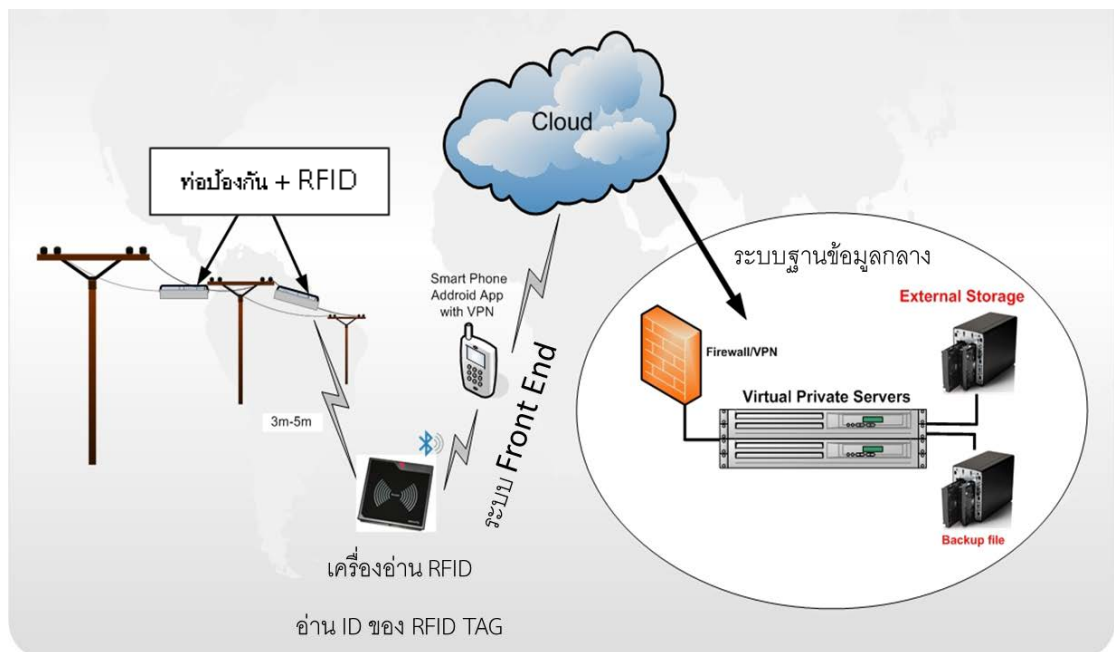 Cloud
ท่อป้องกัน + RFID
ระบบฐานข้อมูลกลาง
Smart Phone
Addroid App
with VPN
External Storage
Firewall/VPN
Virtual Private Servers
3m-5m
ระบบ Front End
Backup file
เครื่องอ่าน RFID
อ่าน ID ของ RFID TAG